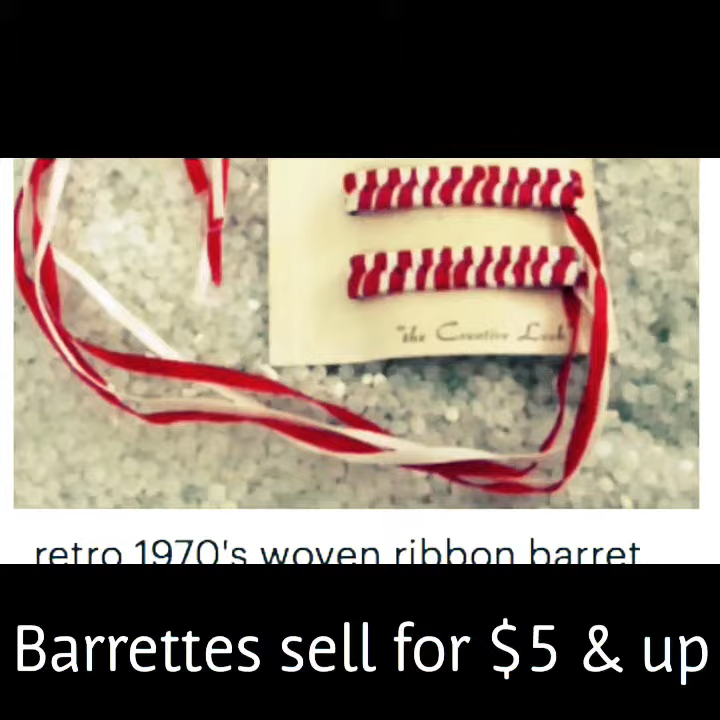 "the Creative Look"
retro 1970's woven ribbon barret
Barrettes sell for $5 & up